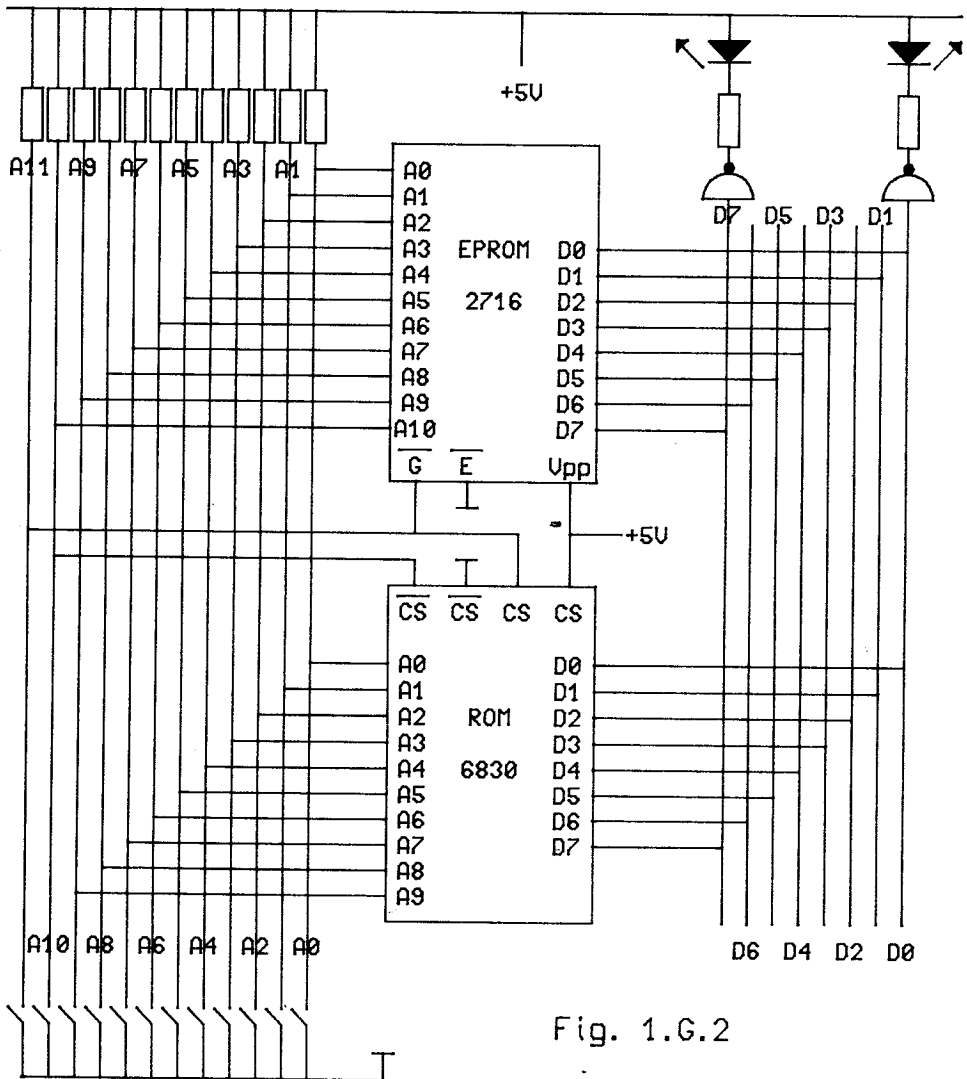 +5V
A11 A9 A7 A5 A3 A1
D7 D5 D3 D1
A0
A1
A2
A3 EPROM D0
A4 D1
A5 2716 D2
A6 D3
A7 D4
A8 D5
A9 D6
A10 D7
G E Vpp
+5V
CS CS CS CS
A0 D0
A1 D1
A2 ROM D2
A3 D3
A4 6830 D4
A5 D5
A6 D6
A7 D7
A8
A9
A10 A8 A6 A4 A2 A0
D6 D4 D2 D0
Fig. 1.G.2